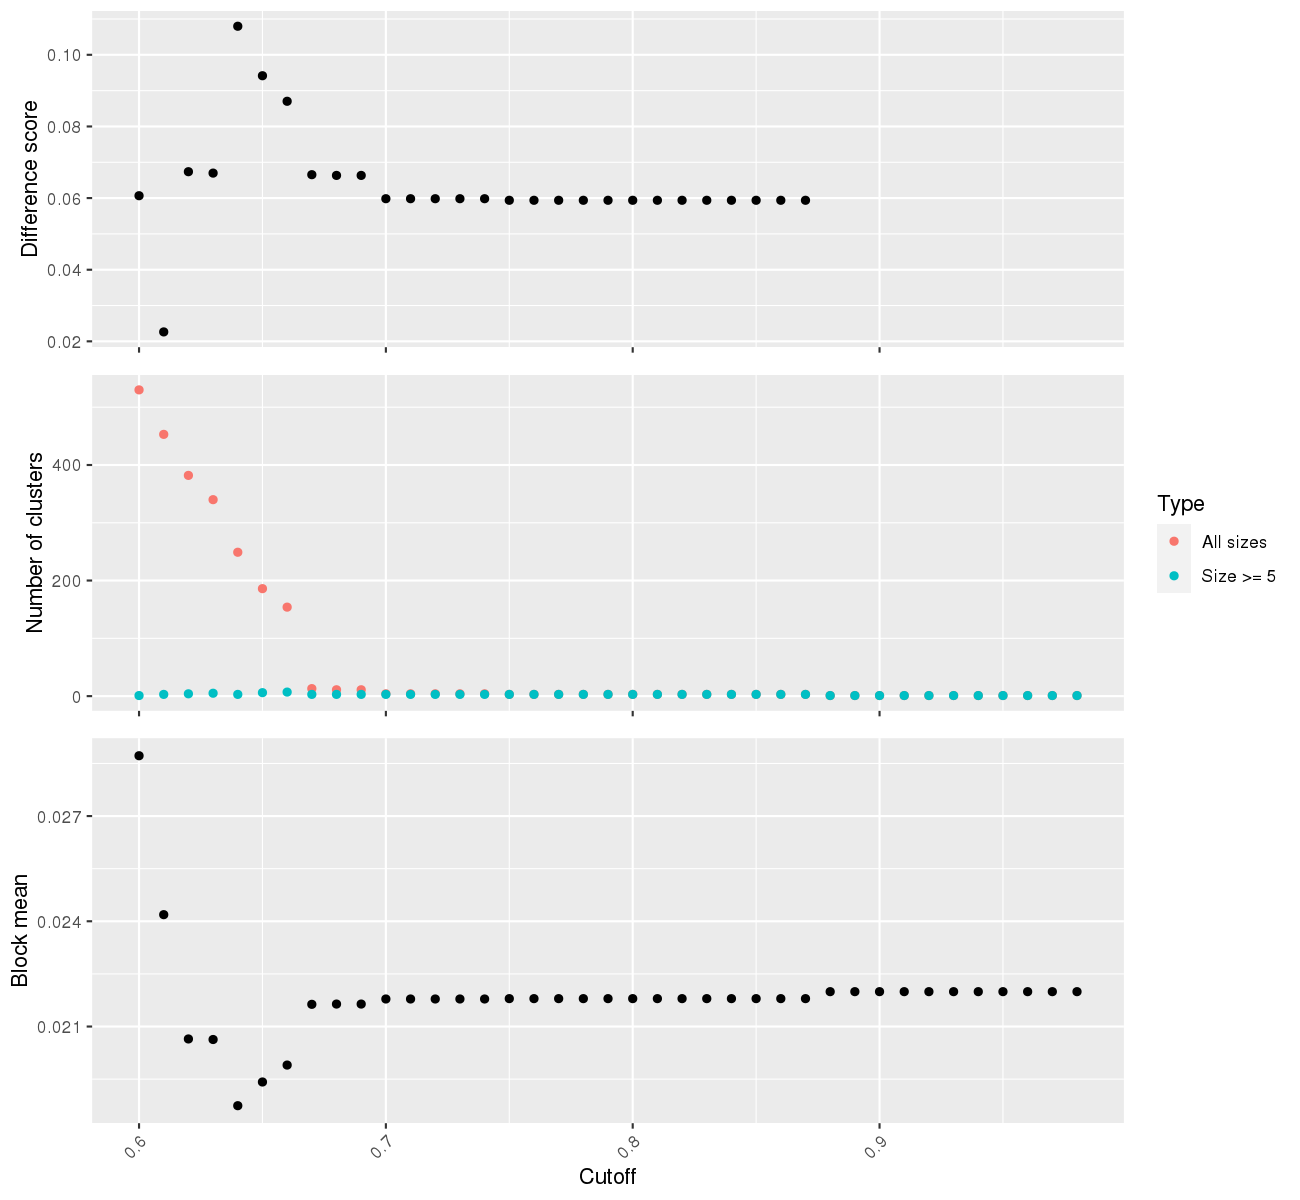 Difference score
0.10
0.08
0.06
0.04
0.02
Number of clusters
400
200
0
Type
All sizes
Size >= 5
Block mean
0.027
0.024
0.021
0.6
0.7
0.8
0.9
Cutoff